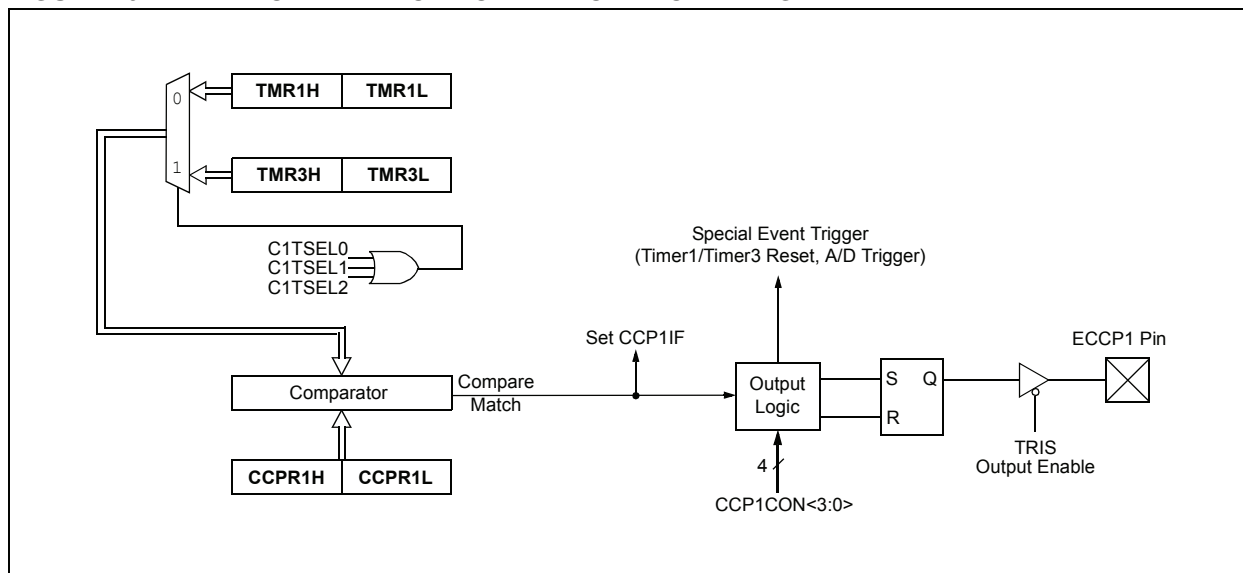 0
TMR1H TMR1L
1
TMR3H TMR3L
C1TSEL0
C1TSEL1
C1TSEL2
Special Event Trigger
(Timer1/Timer3 Reset, A/D Trigger)
Set CCP1IF
ECCP1 Pin
Comparator
Compare
Match
Output
Logic
S Q
R
TRIS
Output Enable
CCPR1H CCPR1L
4
CCP1CON<3:0>